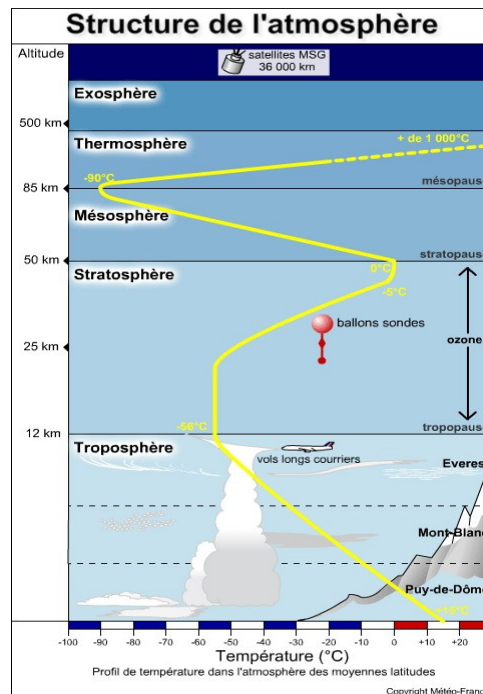 Structure de l'atmosphère
Altitude
satellites MSG
36 000 km
Exosphère
500 km
Thermosphère
+ de 1 000°C
-90°C
85 km
mésopause
Mésosphère
stratopause
50 km
0°C
Stratosphère
-5°C
ballons sondes
ozone
25 km
-56°C
12 km
tropopause
Troposphère
vols longs courriers
Everes
Mont-Blanc
Puy-de-Dôme
+15°C
-100 -90 -80 -70 -60 -50 -40 -30 -20 -10 0 +10 +20
Température (°C)
Profil de température dans l'atmosphère des moyennes latitudes
Copyright Météo-Franc